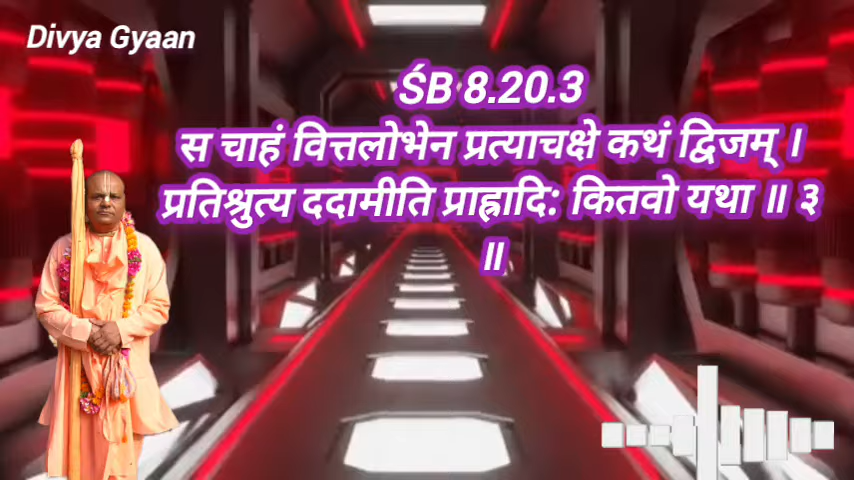 Divya Gyaan
ŚB 8.20.3
स चाहं वित्तलोभेन प्रत्याचक्षे कथं द्विजम् ।
प्रतिश्रुत्य ददामीति प्राह्रादि: कितवो यथा ॥ ३
॥